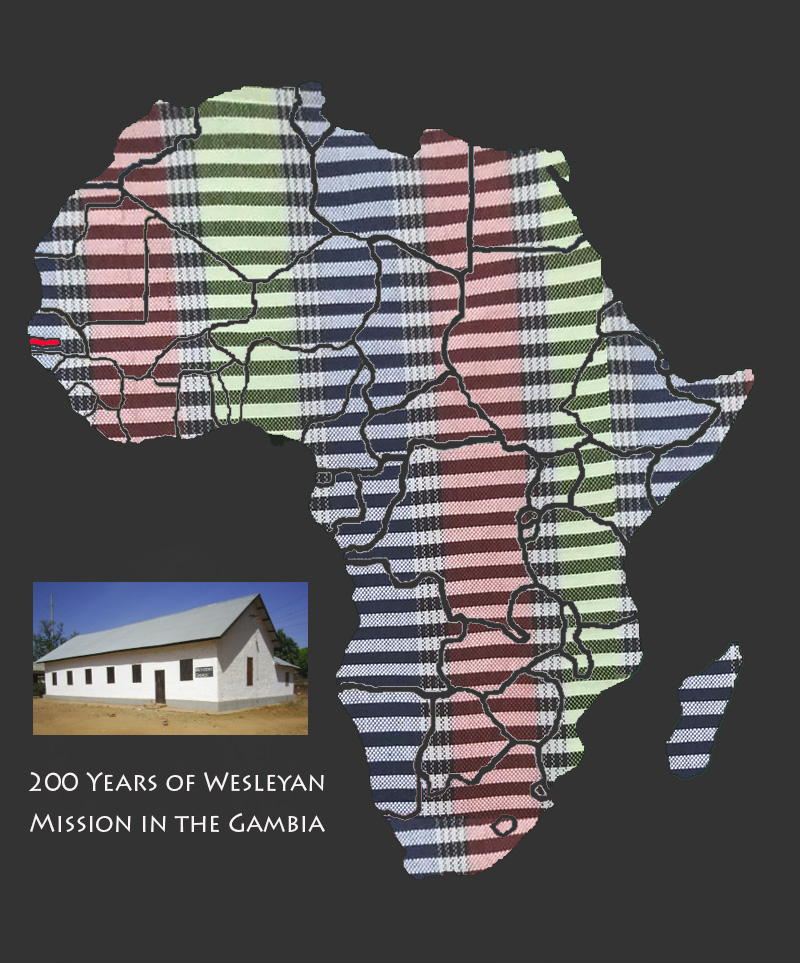 200 Years of Wesleyan
Mission in the Gambia